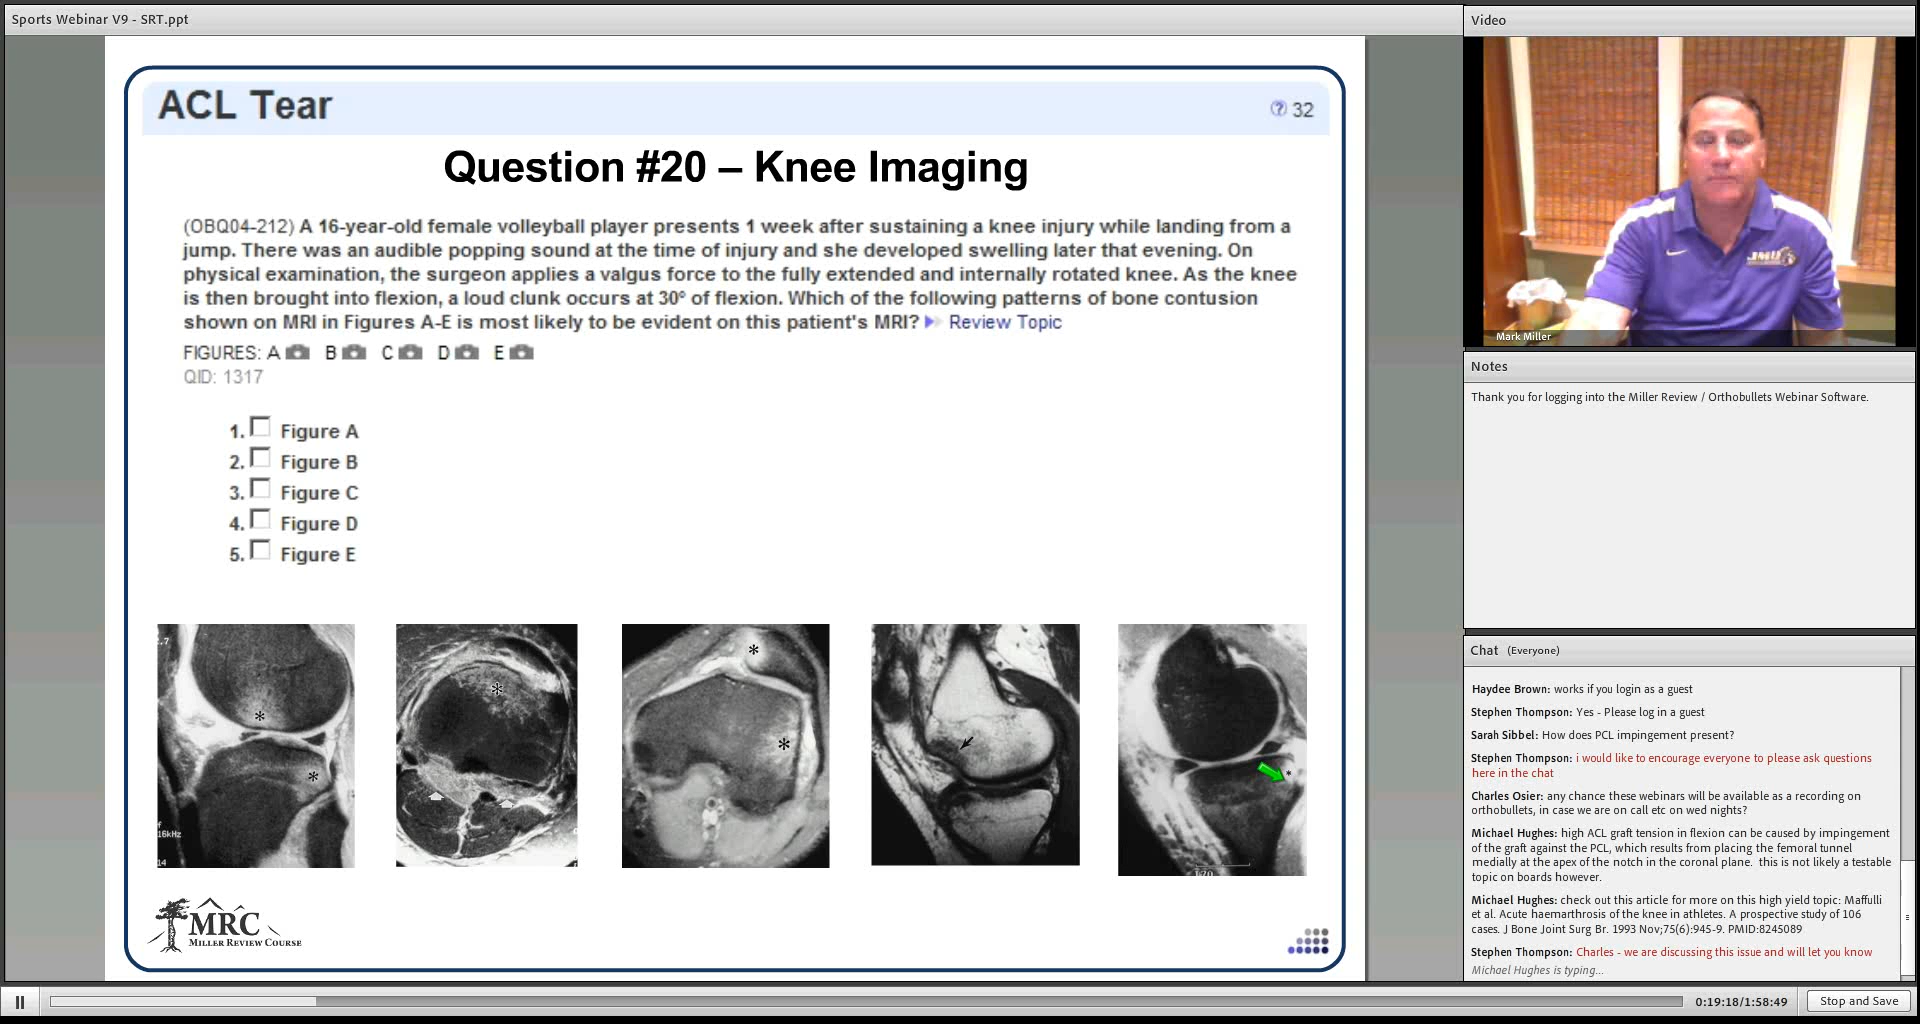 Sports Webinar V9 - SRT.ppt
ACL Tear
32
Question #20 – Knee Imaging
(OBQ04-212) A 16-year-old female volleyball player presents 1 week after sustaining a knee injury while landing from a
jump. There was an audible popping sound at the time of injury and she developed swelling later that evening. On
physical examination, the surgeon applies a valgus force to the fully extended and internally rotated knee. As the knee
is then brought into flexion, a loud clunk occurs at 30º of flexion. Which of the following patterns of bone contusion
shown on MRI in Figures A-E is most likely to be evident on this patient's MRI? Review Topic
FIGURES: A B C D E
QID: 1317
1. Figure A
2. Figure B
3. Figure C
4. Figure D
5. Figure E
.7
16kHz
14
MRC
MILLER REVIEW COURSE
Video
JMU
Mark Miller
Notes
Thank you for logging into the Miller Review / Orthobullets Webinar Software.
Chat (Everyone)
Haydee Brown: works if you login as a guest
Stephen Thompson: Yes - Please log in a guest
Sarah Sibbel: How does PCL impingement present?
Stephen Thompson: i would like to encourage everyone to please ask questions
here in the chat
Charles Osier: any chance these webinars will be available as a recording on
orthobullets, in case we are on call etc on wed nights?
Michael Hughes: high ACL graft tension in flexion can be caused by impingement
of the graft against the PCL, which results from placing the femoral tunnel
medially at the apex of the notch in the coronal plane. this is not likely a testable
topic on boards however.
Michael Hughes: check out this article for more on this high yield topic: Maffulli
et al. Acute haemarthrosis of the knee in athletes. A prospective study of 106
cases. J Bone Joint Surg Br. 1993 Nov;75(6):945-9. PMID:8245089
Stephen Thompson: Charles - we are discussing this issue and will let you know
Michael Hughes is typing...
0:19:18/1:58:49
Stop and Save